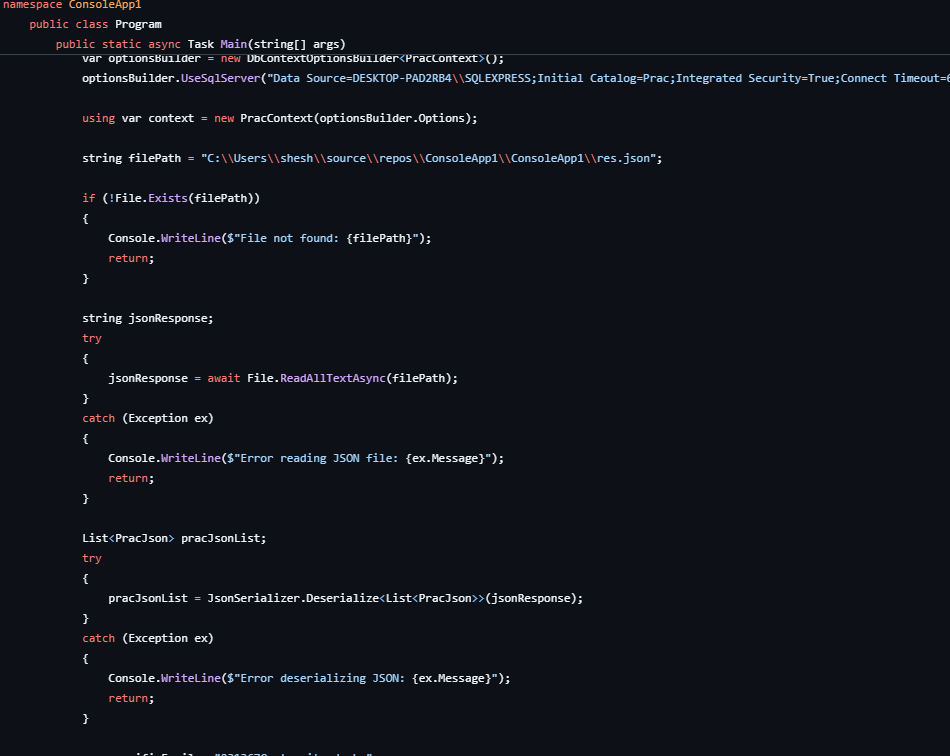 namespace ConsoleApp1
public class Program
public static async Task Main(string[] args)
var optionsBuilder = new DbContextOptionsBuilder<PracContext>();
optionsBuilder.UseSqlServer("Data Source=DESKTOP-PAD2RB4\\SQLEXPRESS;Initial Catalog=Prac;Integrated Security=True;Connect Timeout=6
using var context = new PracContext(optionsBuilder.Options);
string filePath = "C:\\Users\\shesh\\source\\repos\\ConsoleApp1\\ConsoleApp1\\res.json";
if (!File.Exists(filePath))
{
Console.WriteLine($"File not found: {filePath}");
return;
}
string jsonResponse;
try
{
jsonResponse = await File.ReadAllTextAsync(filePath);
}
catch (Exception ex)
{
Console.WriteLine($"Error reading JSON file: {ex.Message}");
return;
}
List<PracJson> pracJsonList;
try
{
pracJsonList = JsonSerializer.Deserialize<List<PracJson>>(jsonResponse);
}
catch (Exception ex)
{
Console.WriteLine($"Error deserializing JSON: {ex.Message}");
return;
}